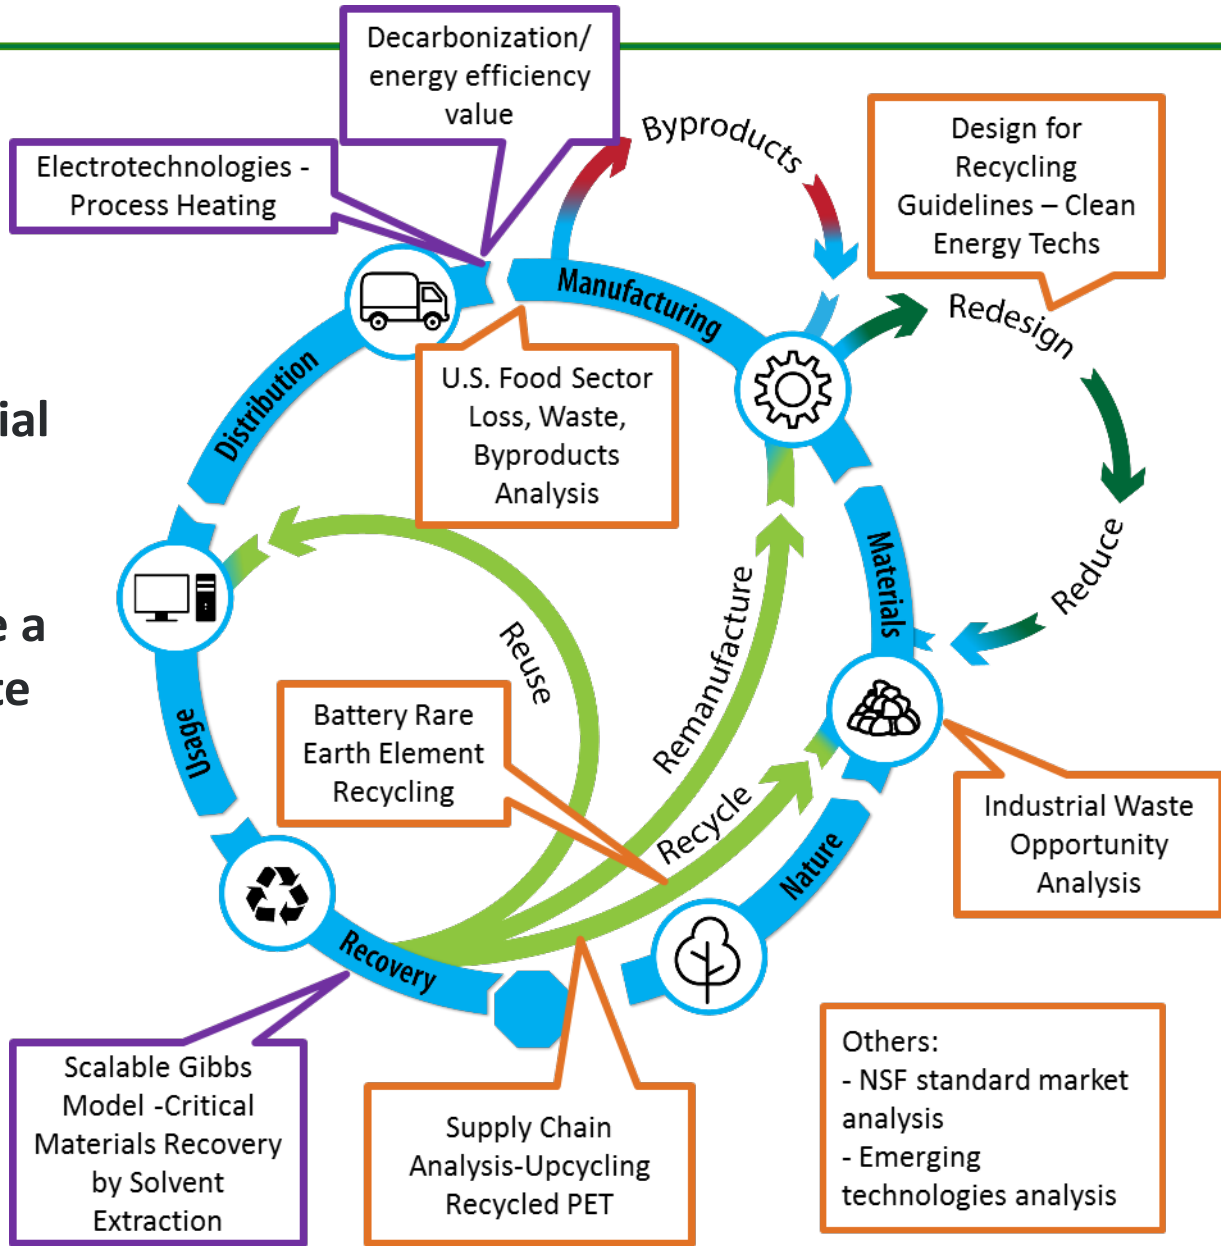 Decarbonization/
energy efficiency
value
Electrotechnologies -
Process Heating
Byproducts
Design for
Recycling
Guidelines – Clean
Energy Techs
Manufacturing
Redesign
Distribution
U.S. Food Sector
Loss, Waste,
Byproducts
Analysis
ial
Materials
Reduce
e a
te
Reuse
Remanufacture
Usage
Battery Rare
Earth Element
Recycling
Recycle
Nature
Industrial Waste
Opportunity
Analysis
Recovery
Scalable Gibbs
Model -Critical
Materials Recovery
by Solvent
Extraction
Supply Chain
Analysis-Upcycling
Recycled PET
Others:
- NSF standard market
analysis
- Emerging
technologies analysis